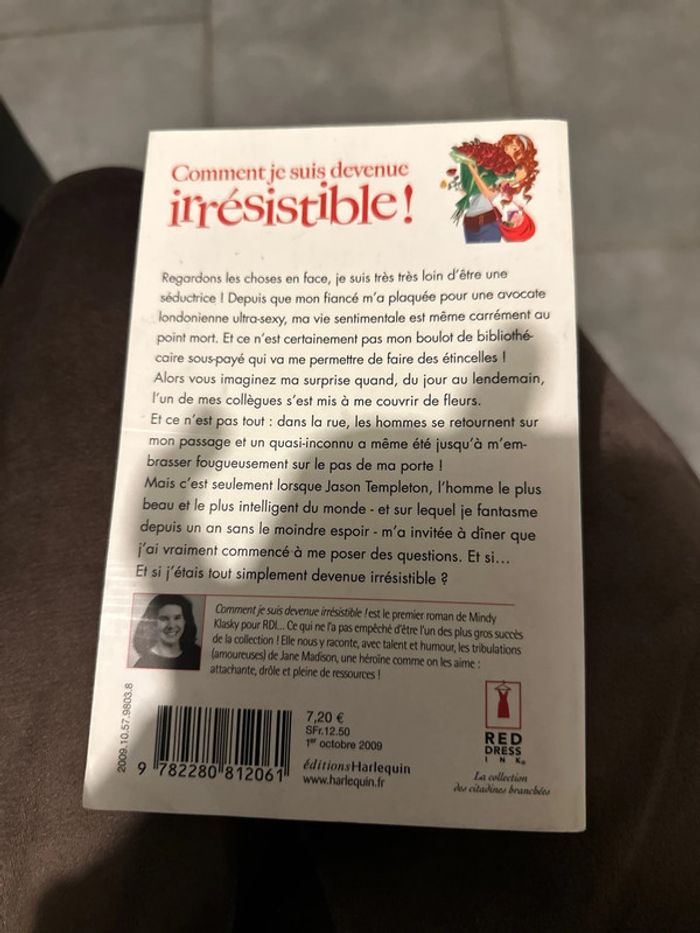 Comment je suis devenue
irrésistible !
Regardons les choses en face, je suis très très loin d'être une
séductrice ! Depuis que mon fiancé m'a plaquée pour une avocate
londonienne ultra-sexy, ma vie sentimentale est même carrément au
point mort. Et ce n'est certainement pas mon boulot de bibliothé-
caire sous-payé qui va me permettre de faire des étincelles !
Alors vous imaginez ma surprise quand, du jour au lendemain,
l'un de mes collègues s'est mis à me couvrir de fleurs.
Et ce n'est pas tout : dans la rue, les hommes se retournent sur
mon passage et un quasi-inconnu a même été jusqu'à m'em-
brasser fougueusement sur le pas de ma porte !
Mais c'est seulement lorsque Jason Templeton, l'homme le plus
beau et le plus intelligent du monde - et sur lequel je fantasme
depuis un an sans le moindre espoir - m'a invitée à dîner que
j'ai vraiment commencé à me poser des questions. Et si...
Et si j'étais tout simplement devenue irrésistible ?
Comment je suis devenue irrésistible ! est le premier roman de Mindy
Klasky pour RDI... Ce qui ne l'a pas empêché d'être l'un des plus gros succès
de la collection ! Elle nous y raconte, avec talent et humour, les tribulations
(amoureuses) de Jane Madison, une héroïne comme on les aime :
attachante, drôle et pleine de ressources !
2009.10.57.9803.8
9 782280 812061
7,20 €
SFr.12.50
1er octobre 2009
éditionsHarlequin
www.harlequin.fr
RED
DRESS
INK®
La collection
des citadines branchées